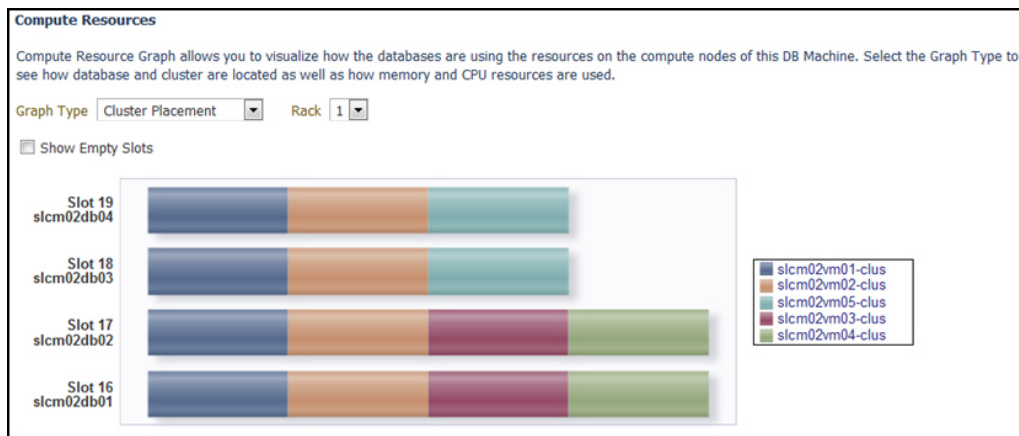 Compute Resources
Compute Resource Graph allows you to visualize how the databases are using the resources on the compute nodes of this DB Machine. Select the Graph Type to
see how database and cluster are located as well as how memory and CPU resources are used.
Graph Type Cluster Placement Rack 1
Show Empty Slots
Slot 19
slcm02db04
Slot 18
slcm02db03
Slot 17
slcm02db02
Slot 16
slcm02db01
slcm02vm01-clus
slcm02vm02-clus
slcm02vm05-clus
slcm02vm03-clus
slcm02vm04-clus